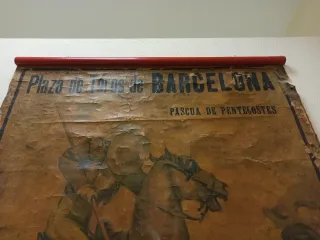 Plaza de toros de BARCELONA
PASCUA DE PENTECOSTES